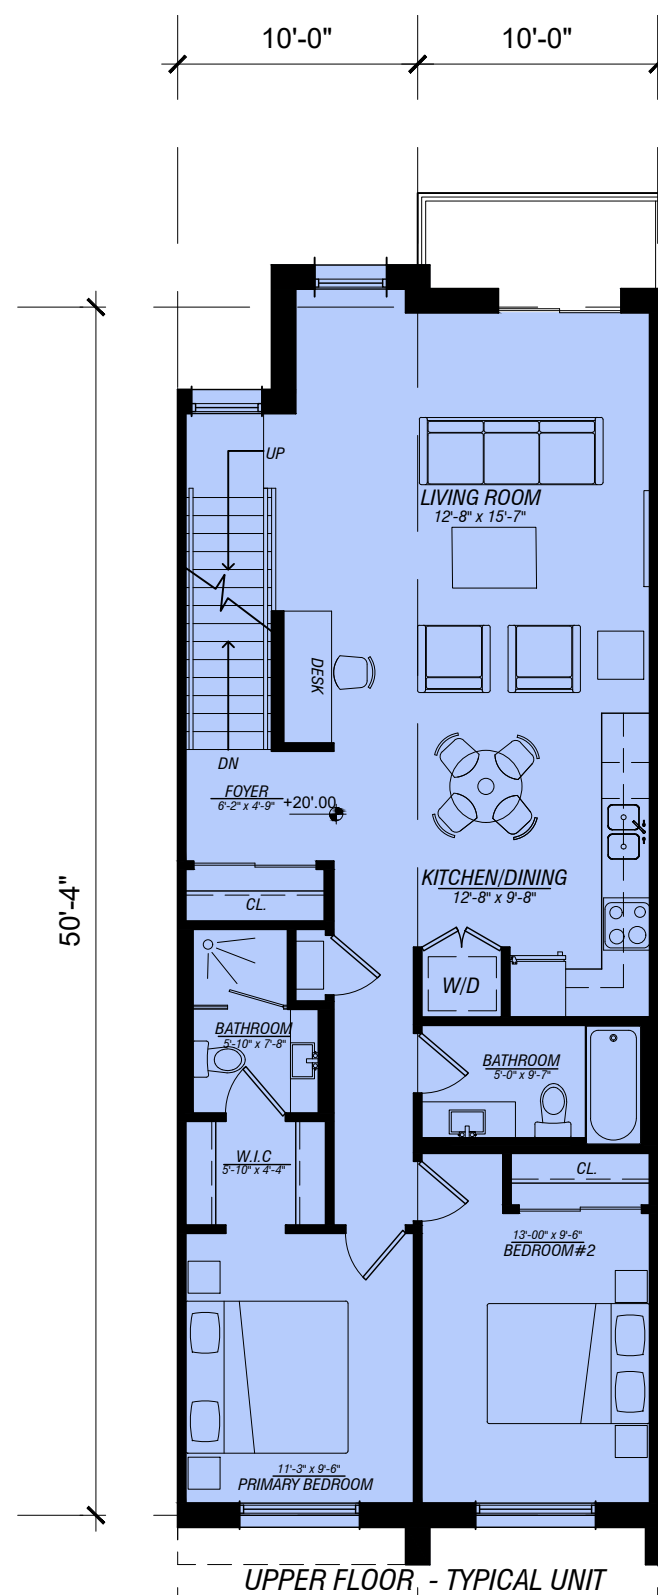 10'-0" 10'-0"
50'-4"
UP
LIVING ROOM
12'-8" x 15'-7"
DESK
DN
FOYER
6'-2" x 4'-9"
+20'.00
KITCHEN/DINING
12'-8" x 9'-8"
CL.
W/D
BATHROOM
5'-10" x 7'-8"
BATHROOM
5'-0" x 9'-7"
W.I.C
5'-10" x 4'-4"
CL.
13'-00" x 9'-6"
BEDROOM#2
11'-3" x 9'-6"
PRIMARY BEDROOM
UPPER FLOOR - TYPICAL UNIT